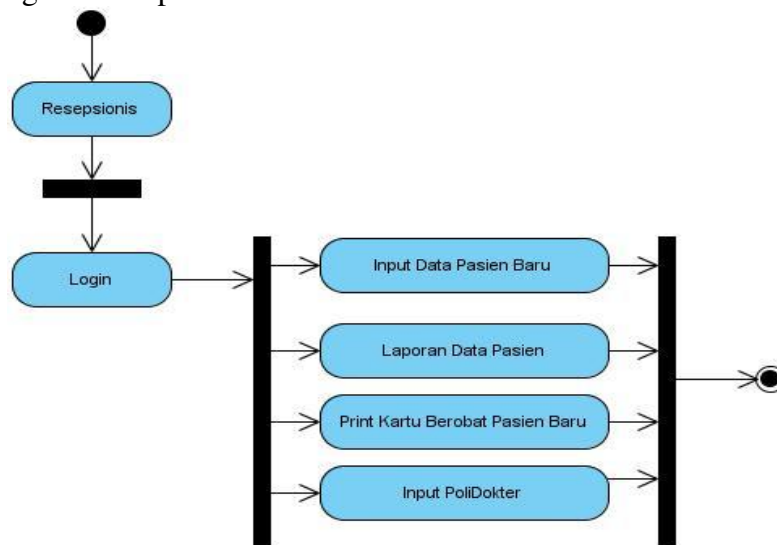 Resepsionis
Login
Input Data Pasien Baru
Laporan Data Pasien
Print Kartu Berobat Pasien Baru
Input PoliDokter